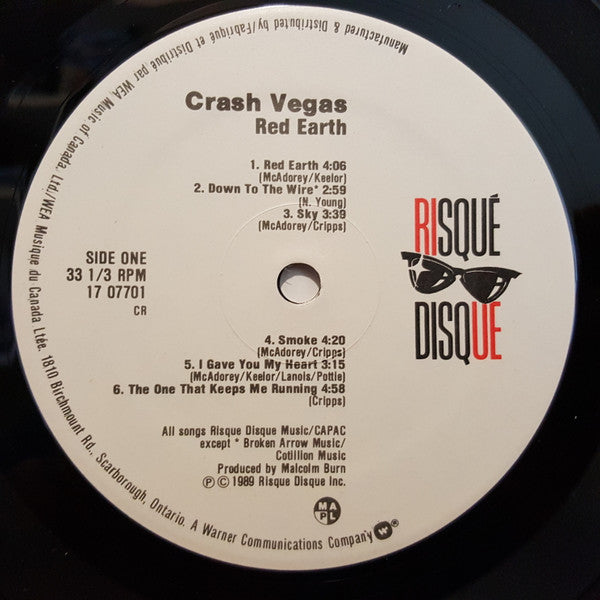 Manufactured & Distributed by/Fabriqué et Distribué par WEA Music of Canada, Ltd./WEA Musique du Canada Ltée. 1810 Birchmount Rd., Scarborough, Ontario. A Warner Communications Company W ®
Crash Vegas
Red Earth
1. Red Earth 4:06
(McAdorey/Keelor)
2. Down To The Wire* 2:59
(N. Young)
3. Sky 3:39
(McAdorey/Cripps)
SIDE ONE
33 1/3 RPM
17 07701
CR
RISQUÉ
DISQUE
4. Smoke 4:20
(McAdorey/Cripps)
5. I Gave You My Heart 3:15
(McAdorey/Keelor/Lanois/Pottie)
6. The One That Keeps Me Running 4:58
(Cripps)
All songs Risque Disque Music/CAPAC
except * Broken Arrow Music/
Cotillion Music
Produced by Malcolm Burn
℗ © 1989 Risque Disque Inc.
MAPL